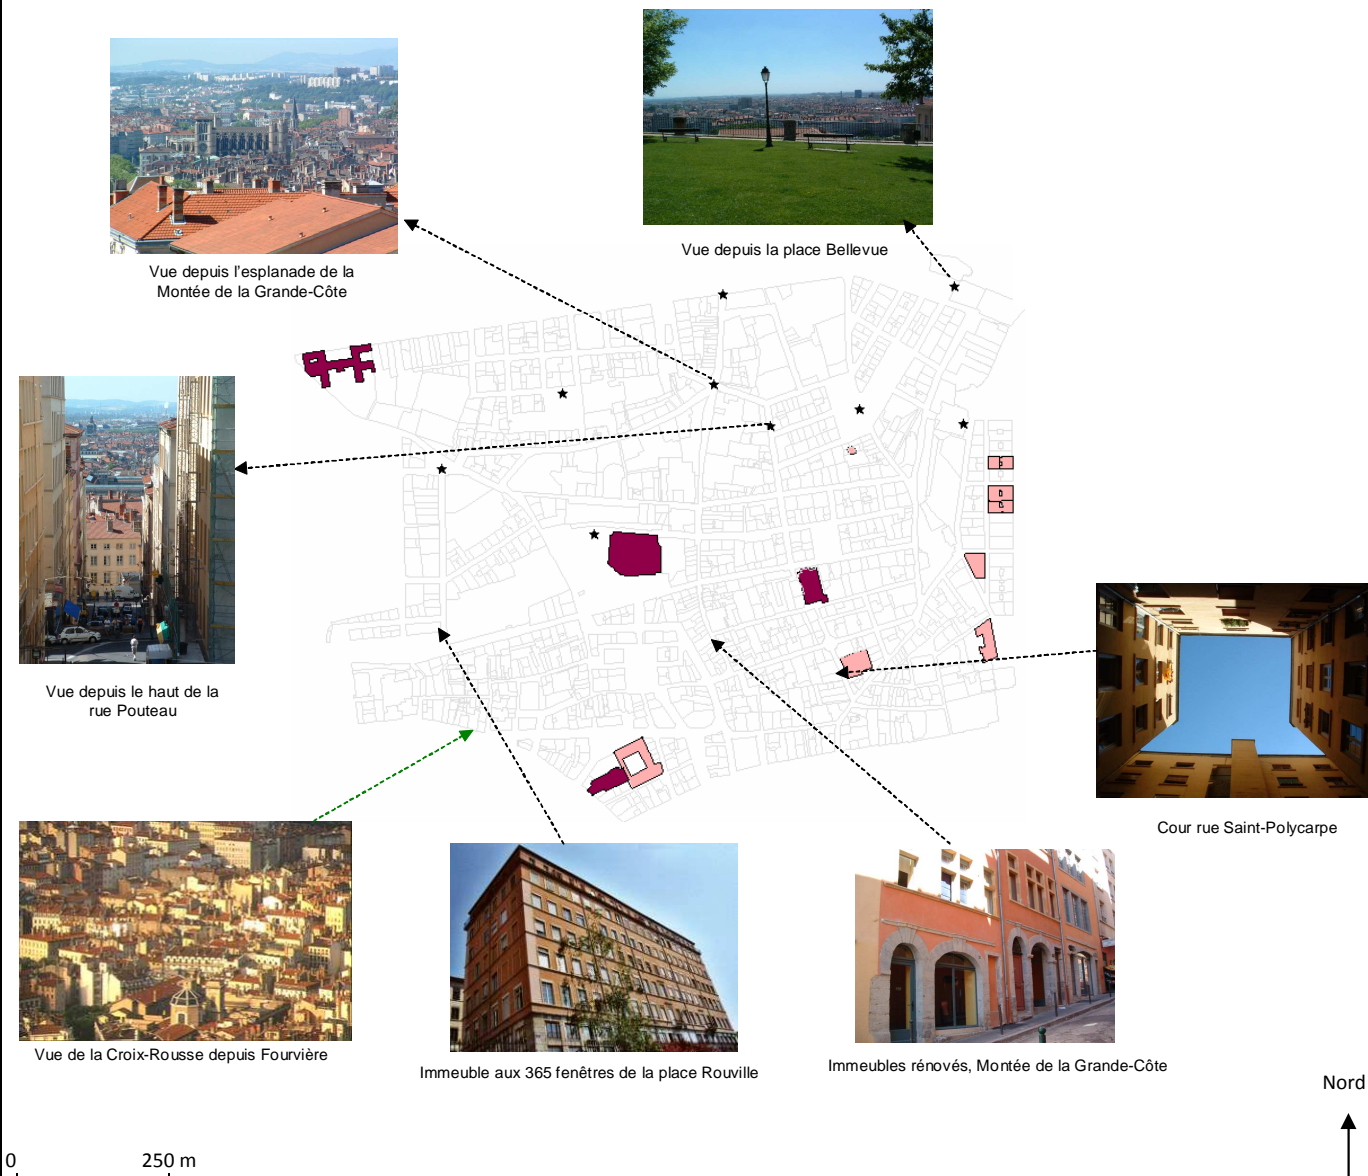 Vue depuis la place Bellevue
Vue depuis l'esplanade de la
Montée de la Grande-Côte
Vue depuis le haut de la
rue Pouteau
Cour rue Saint-Polycarpe
Vue de la Croix-Rousse depuis Fourvière
Immeuble aux 365 fenêtres de la place Rouville
Immeubles rénovés, Montée de la Grande-Côte
Nord
0 250 m